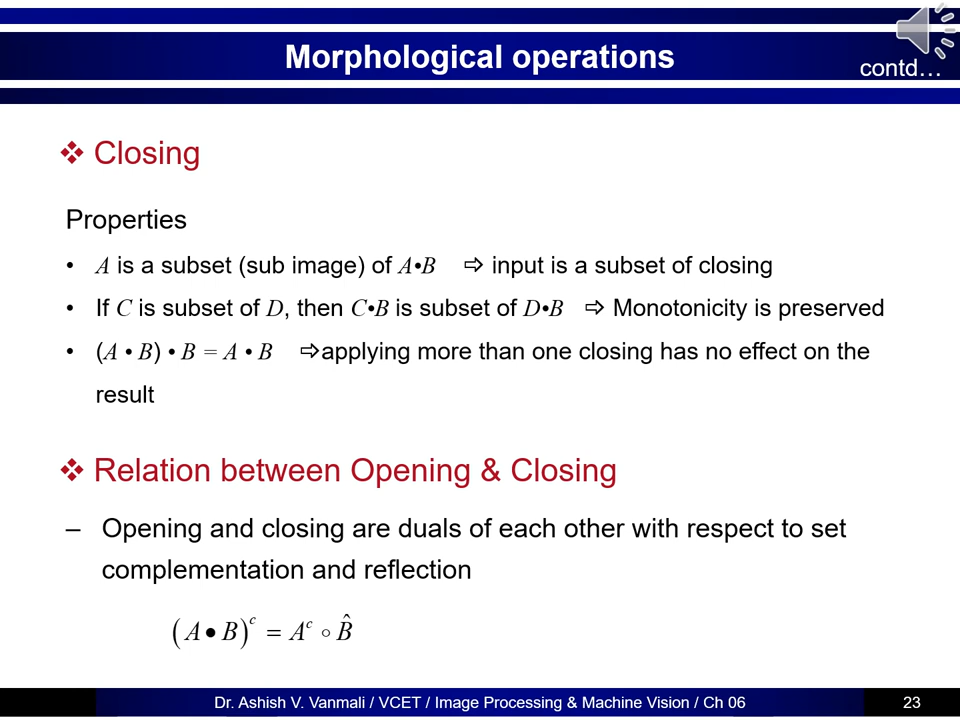 Morphological operations
contd…
❖ Closing
Properties
• A is a subset (sub image) of A•B ⇨ input is a subset of closing
• If C is subset of D, then C•B is subset of D•B ⇨ Monotonicity is preserved
• (A • B) • B = A • B ⇨applying more than one closing has no effect on the
result
❖ Relation between Opening & Closing
– Opening and closing are duals of each other with respect to set
complementation and reflection
(A • B)ᶜ = Aᶜ ∘ B̂
Dr. Ashish V. Vanmali / VCET / Image Processing & Machine Vision / Ch 06
23